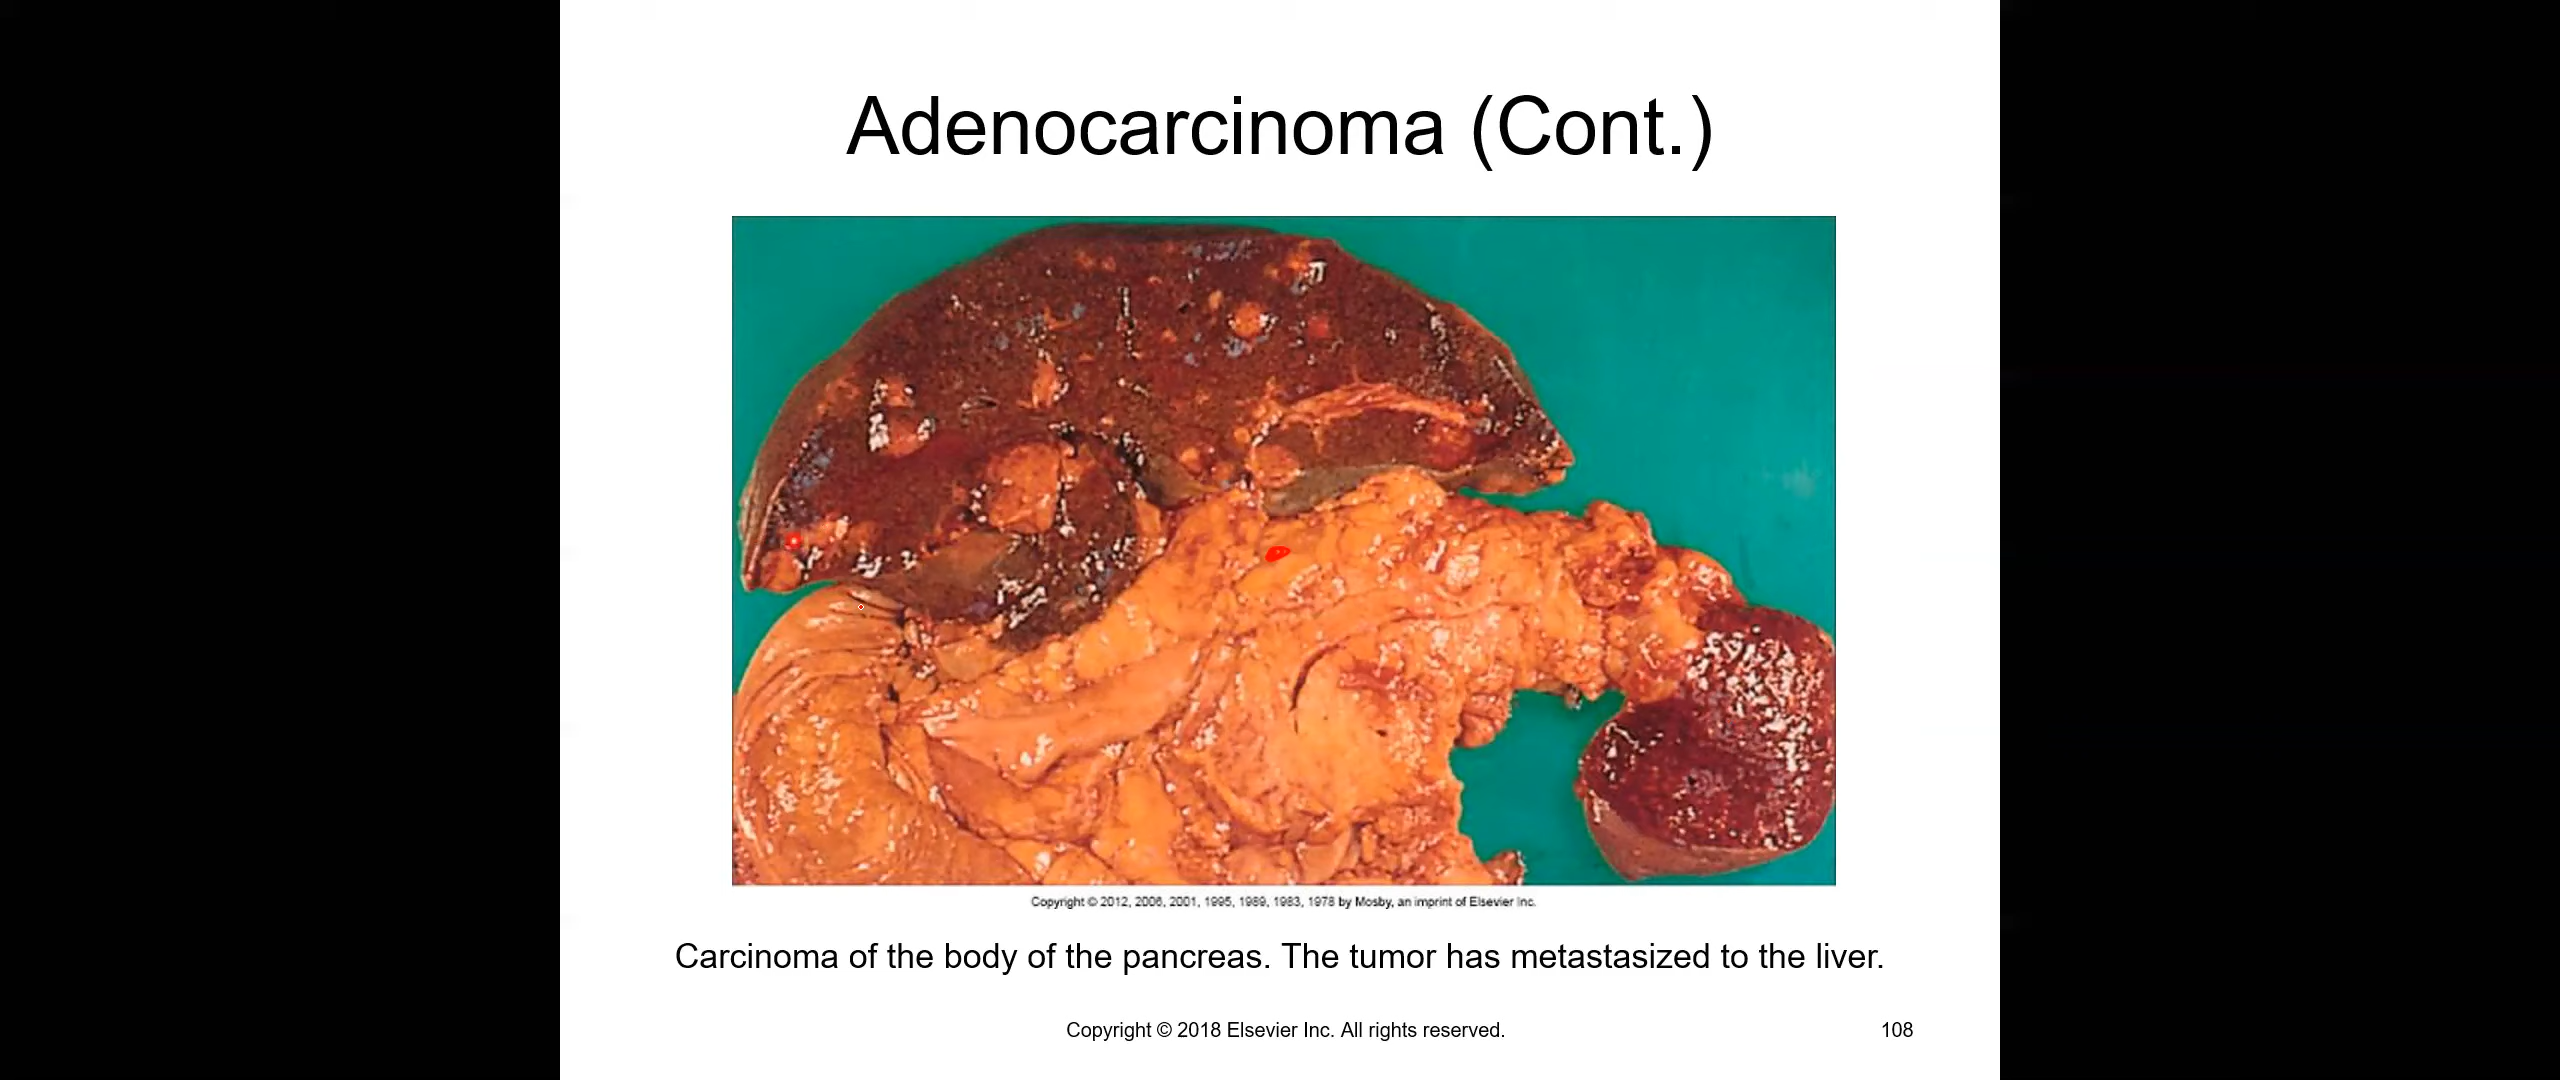 Adenocarcinoma (Cont.)
Copyright © 2012, 2006, 2001, 1995, 1989, 1983, 1978 by Mosby, an imprint of Elsevier Inc.
Carcinoma of the body of the pancreas. The tumor has metastasized to the liver.
Copyright © 2018 Elsevier Inc. All rights reserved.
108